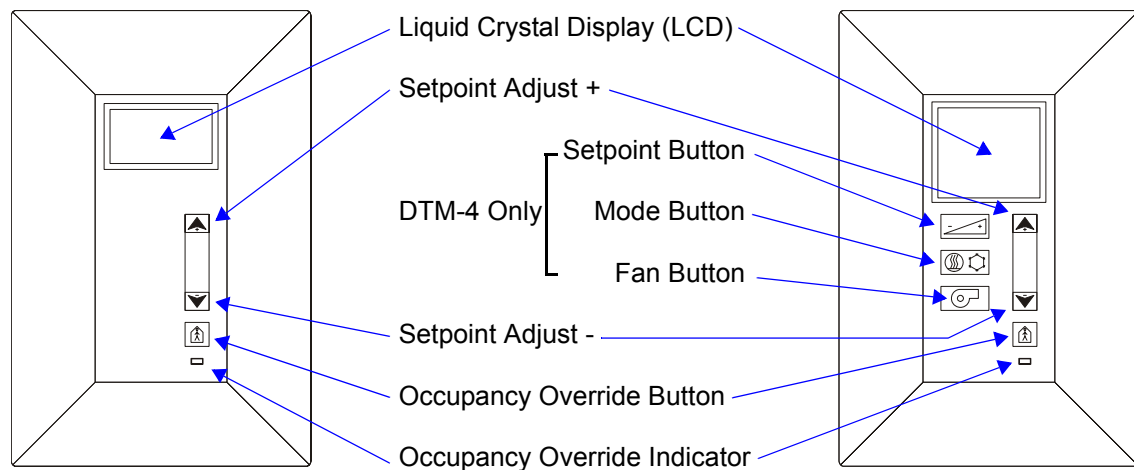 Liquid Crystal Display (LCD)
Setpoint Adjust +
Setpoint Button
DTM-4 Only
Mode Button
Fan Button
Setpoint Adjust -
Occupancy Override Button
Occupancy Override Indicator